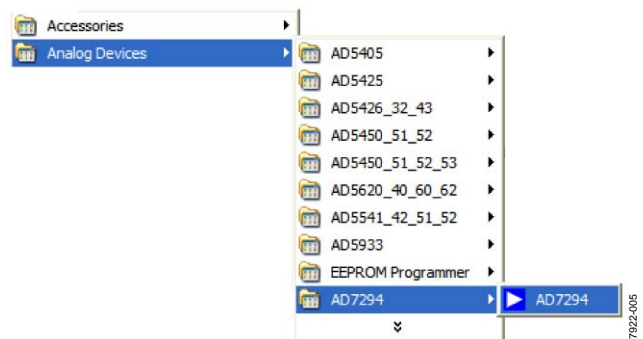 Accessories
Analog Devices
AD5405
AD5425
AD5426_32_43
AD5450_51_52
AD5450_51_52_53
AD5620_40_60_62
AD5541_42_51_52
AD5933
EEPROM Programmer
AD7294
AD7294
7922-005